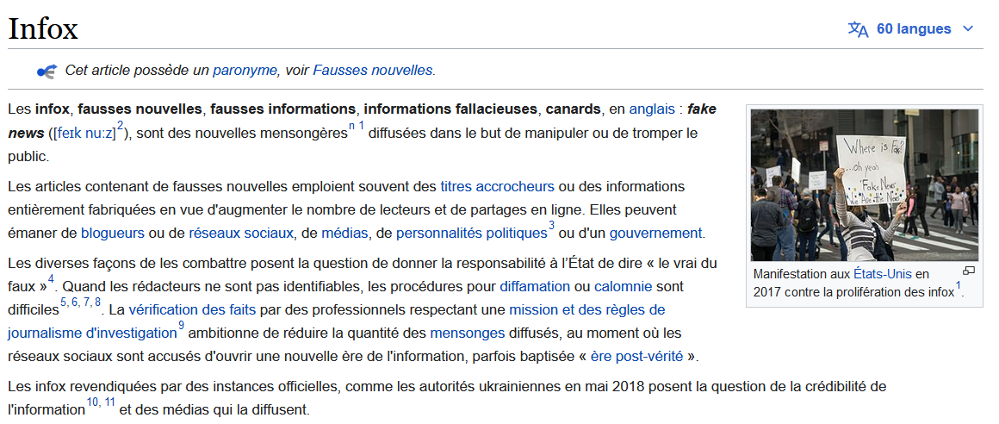 Infox
60 langues
Cet article possède un paronyme, voir Fausses nouvelles.
Les infox, fausses nouvelles, fausses informations, informations fallacieuses, canards, en anglais : fake
news ([feɪk nuːz]2), sont des nouvelles mensongèresn 1 diffusées dans le but de manipuler ou de tromper le
public.
Les articles contenant de fausses nouvelles emploient souvent des titres accrocheurs ou des informations
entièrement fabriquées en vue d'augmenter le nombre de lecteurs et de partages en ligne. Elles peuvent
émaner de blogueurs ou de réseaux sociaux, de médias, de personnalités politiques3 ou d'un gouvernement.
Les diverses façons de les combattre posent la question de donner la responsabilité à l’État de dire « le vrai du
faux »4. Quand les rédacteurs ne sont pas identifiables, les procédures pour diffamation ou calomnie sont
difficiles5, 6, 7, 8. La vérification des faits par des professionnels respectant une mission et des règles de
journalisme d'investigation9 ambitionne de réduire la quantité des mensonges diffusés, au moment où les
réseaux sociaux sont accusés d'ouvrir une nouvelle ère de l'information, parfois baptisée « ère post-vérité ».
Les infox revendiquées par des instances officielles, comme les autorités ukrainiennes en mai 2018 posent la question de la crédibilité de
l'information10, 11 et des médias qui la diffusent.
Where is
...oh yeah
"Fake News
We Are the
Manifestation aux États-Unis en
2017 contre la prolifération des infox1.